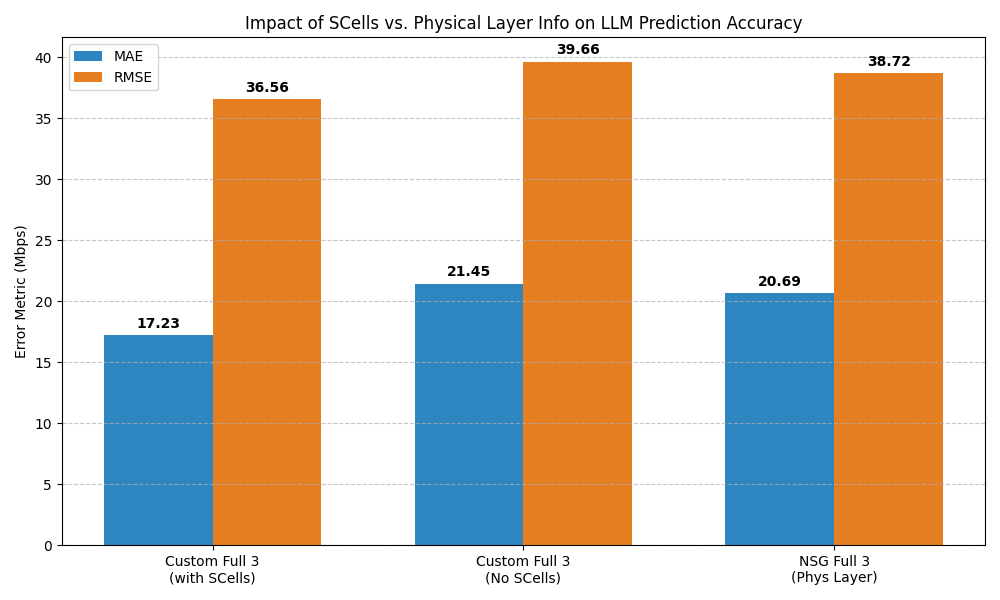 Impact of SCells vs. Physical Layer Info on LLM Prediction Accuracy
MAE
RMSE
Error Metric (Mbps)
40
35
30
25
20
15
10
5
0
17.23
36.56
21.45
39.66
20.69
38.72
Custom Full 3
(with SCells)
Custom Full 3
(No SCells)
NSG Full 3
(Phys Layer)